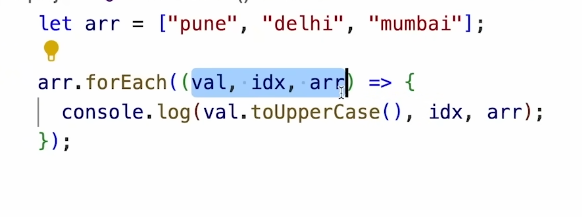 let arr = ["pune", "delhi", "mumbai"];
arr.forEach((val, idx, arr) => {
  console.log(val.toUpperCase(), idx, arr);
});